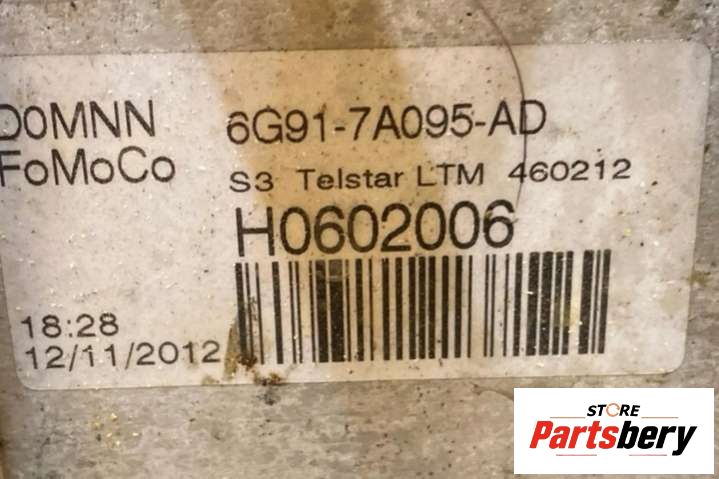 D0MNN 6G91-7A095-AD
FoMoCo S3 Telstar LTM 460212
H0602006
18:28
12/11/2012
STORE
Partsbery